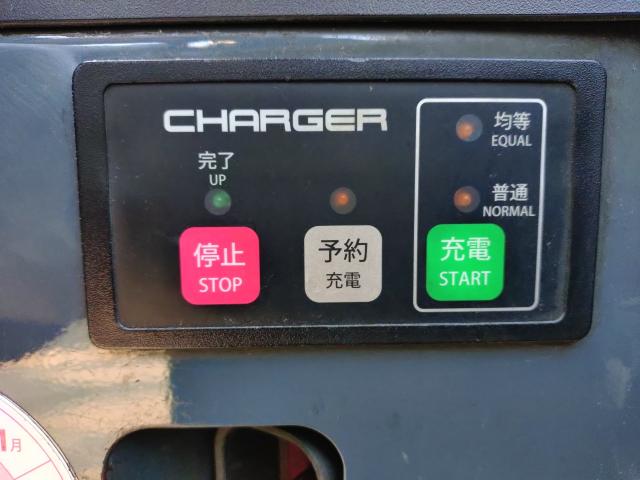 CHARGER
均等
EQUAL
完了
UP
普通
NORMAL
停止
STOP
予約
充電
充電
START
月